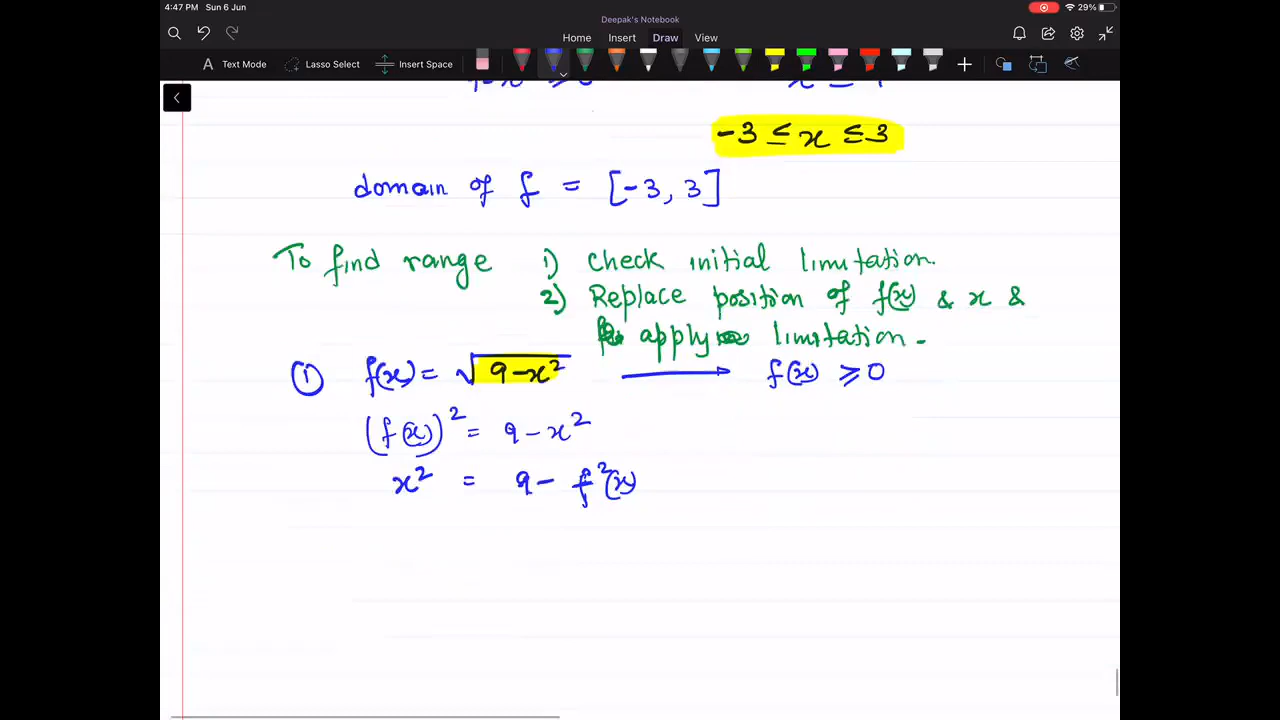 4:47 PM Sun 6 Jun
29%
Deepak's Notebook
Home Insert Draw View
Text Mode Lasso Select Insert Space
-3 ≤ x ≤ 3
domain of f = [-3, 3]
To find range 1) check initial limitation.
2) Replace position of f(x) & x &
apply limitation.
① f(x) = √9-x² → f(x) ≥ 0
(f(x))² = 9 - x²
x² = 9 - f²(x)